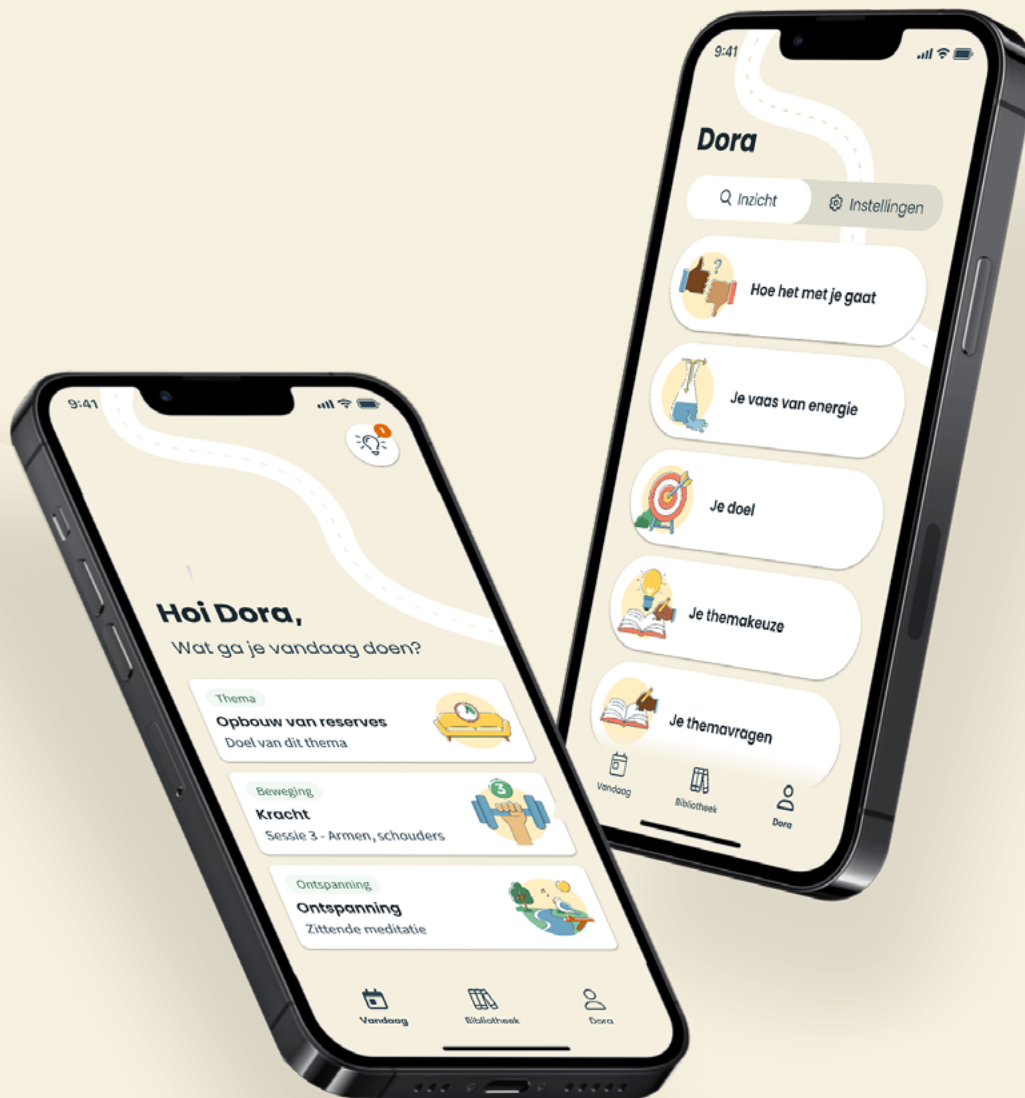 9:41
Hoi Dora,
Wat ga je vandaag doen?
Thema
Opbouw van reserves
Doel van dit thema
Beweging
3
Kracht
Sessie 3 - Armen, schouders
Ontspanning
Ontspanning
Zittende meditatie
Vandaag
Bibliotheek
Dora
9:41
Dora
Inzicht
Instellingen
?
Hoe het met je gaat
Je vaas van energie
Je doel
Je themakeuze
Je themavragen
Vandaag
Bibliotheek
Dora